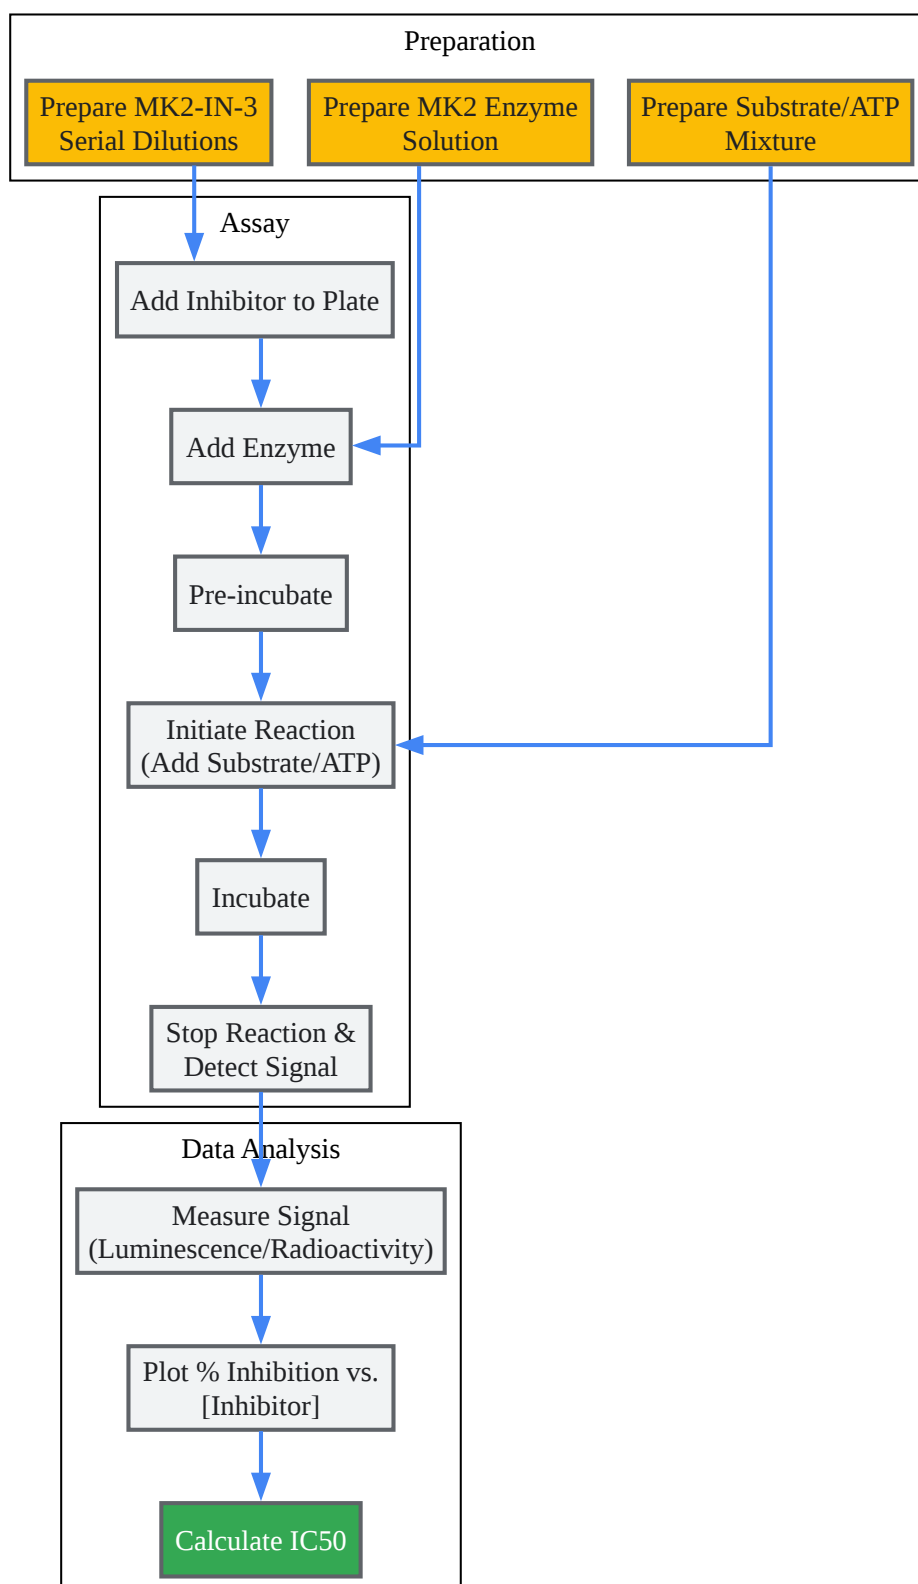 Preparation
Prepare MK2-IN-3
Serial Dilutions
Prepare MK2 Enzyme
Solution
Prepare Substrate/ATP
Mixture
Assay
Add Inhibitor to Plate
Add Enzyme
Pre-incubate
Initiate Reaction
(Add Substrate/ATP)
Incubate
Stop Reaction &
Detect Signal
Data Analysis
Measure Signal
(Luminescence/Radioactivity)
Plot % Inhibition vs.
[Inhibitor]
Calculate IC50